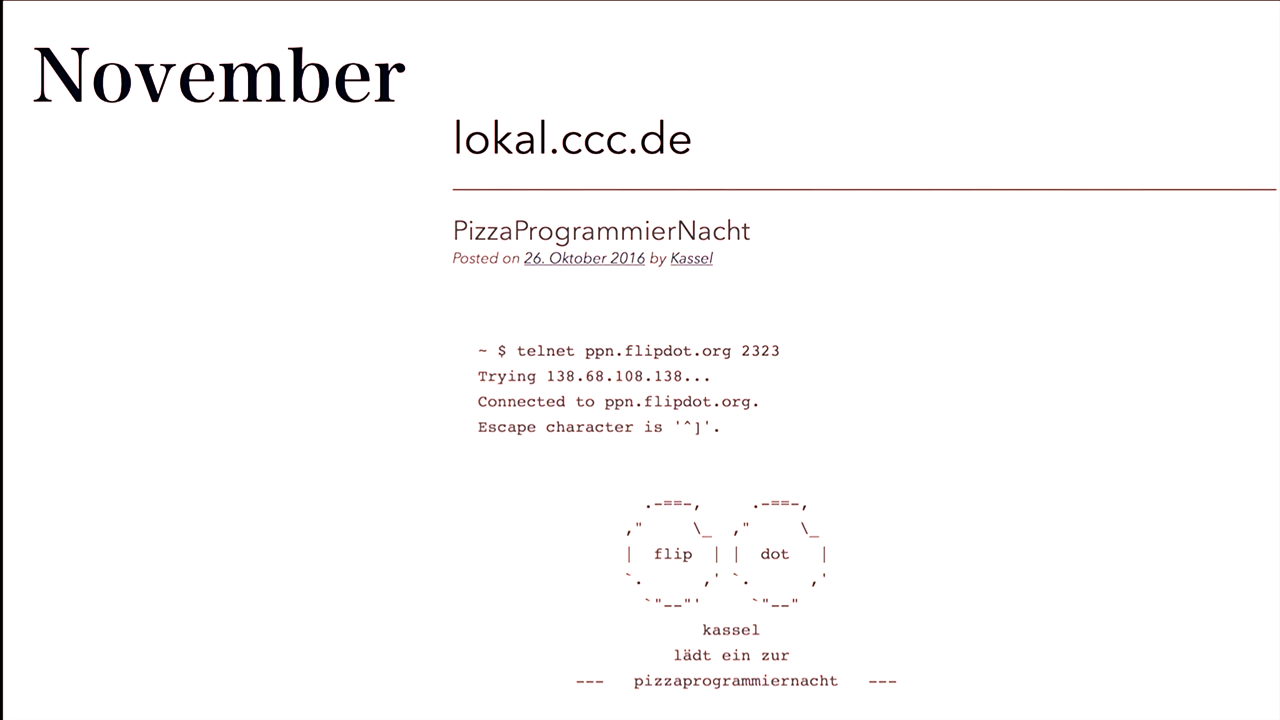 November
lokal.ccc.de
PizzaProgrammierNacht
Posted on 26. Oktober 2016 by Kassel
~ $ telnet ppn.flipdot.org 2323
Trying 138.68.108.138...
Connected to ppn.flipdot.org.
Escape character is '^]'.
.-==-,     .-==-,
,"     \_ ,"     \_
|  flip  | |  dot   |
`.      ,' `.      ,'
`"--"'     `"--"
kassel
lädt ein zur
---   pizzaprogrammiernacht   ---